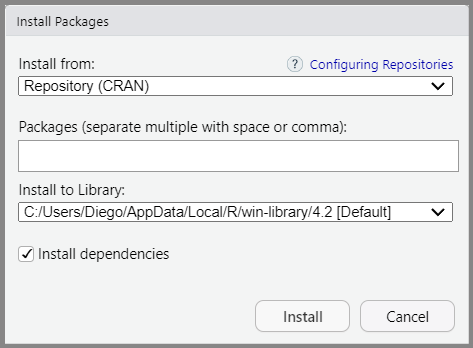 Install Packages
Install from:
? Configuring Repositories
Repository (CRAN)
Packages (separate multiple with space or comma):
Install to Library:
C:/Users/Diego/AppData/Local/R/win-library/4.2 [Default]
Install dependencies
Install
Cancel